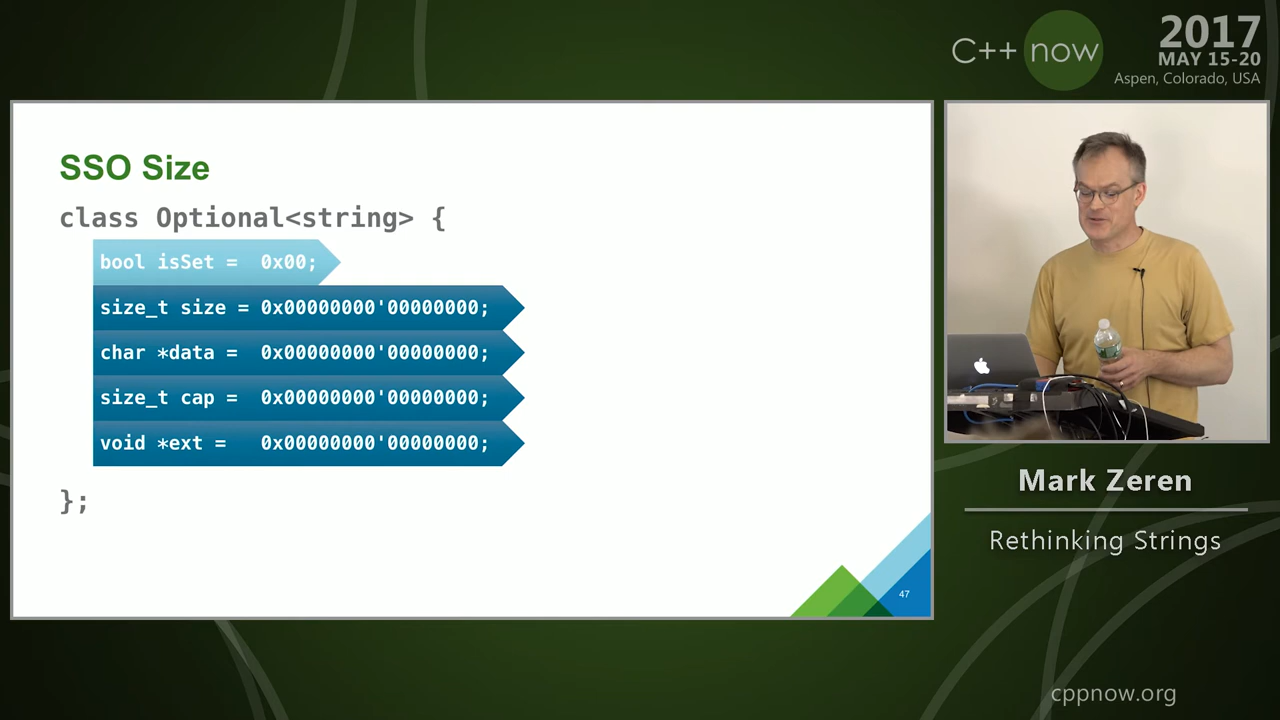 C++ now
2017
MAY 15-20
Aspen, Colorado, USA
SSO Size
class Optional<string> {
bool isSet = 0x00;
size_t size = 0x00000000'00000000;
char *data = 0x00000000'00000000;
size_t cap = 0x00000000'00000000;
void *ext = 0x00000000'00000000;
};
47
Mark Zeren
Rethinking Strings
cppnow.org